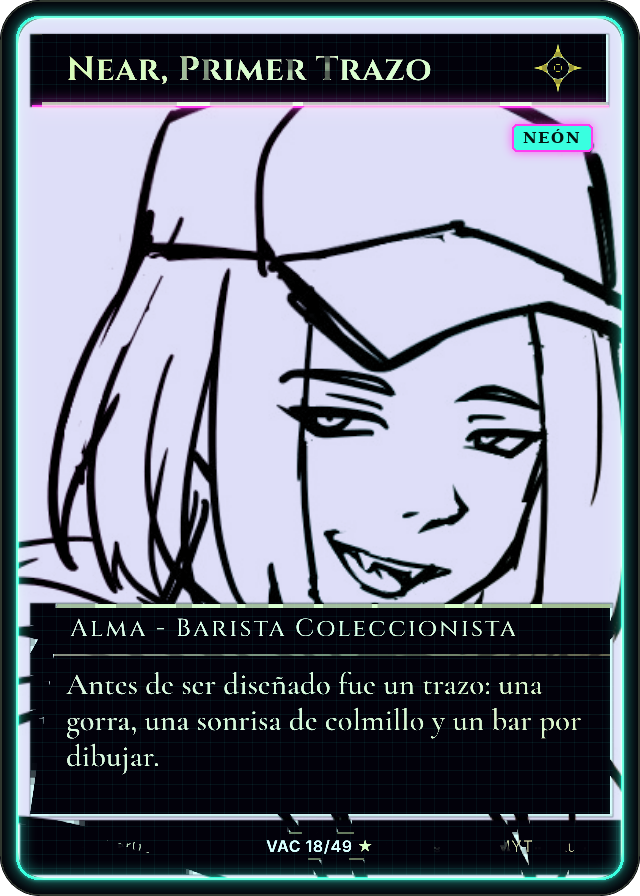 Near, Primer Trazo
NEÓN
Alma - Barista Coleccionista
Antes de ser diseñado fue un trazo: una
gorra, una sonrisa de colmillo y un bar por
dibujar.
VAC 18/49 ★